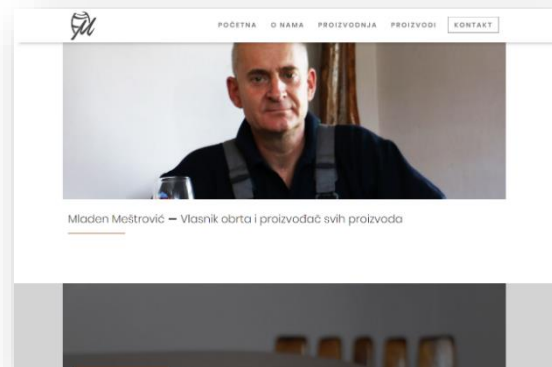 POČETNA O NAMA PROIZVODNJA PROIZVODI KONTAKT
Mladen Meštrović — Vlasnik obrta i proizvođač svih proizvoda